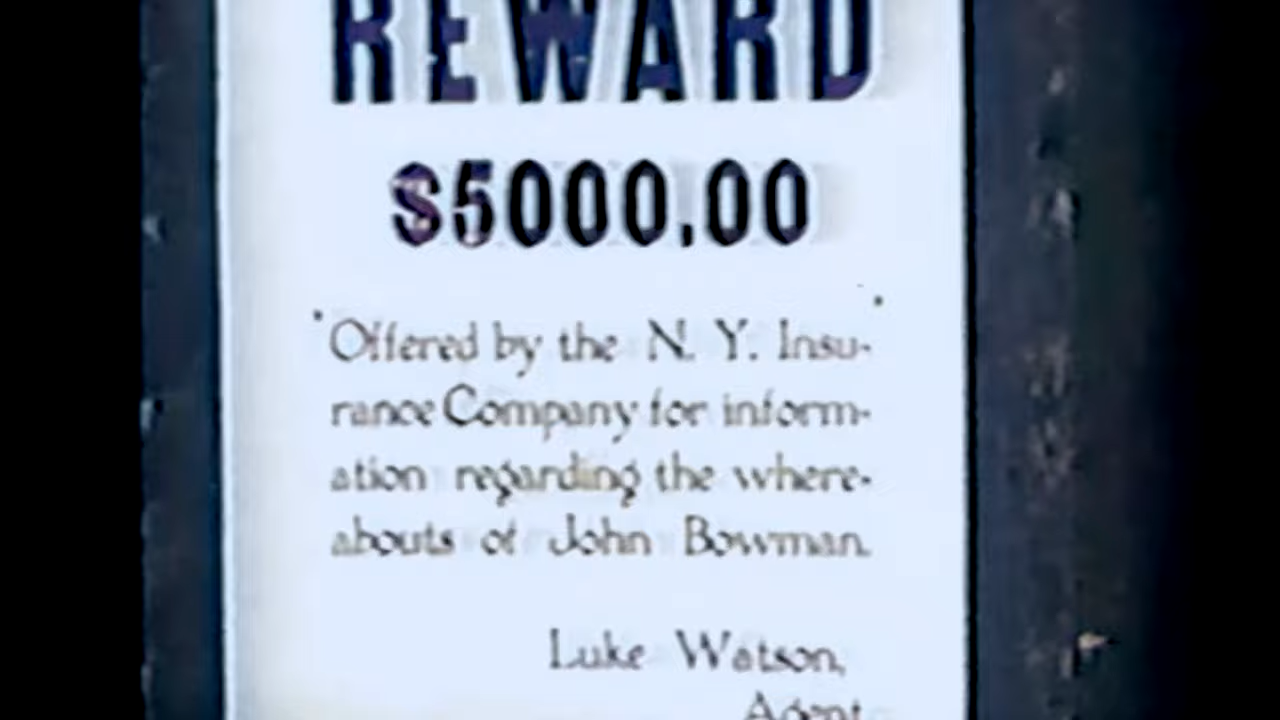 REWARD
$5000.00
Offered by the N. Y. Insu-
rance Company for inform-
ation regarding the where-
abouts of John Bowman.
Luke Watson,
Agent